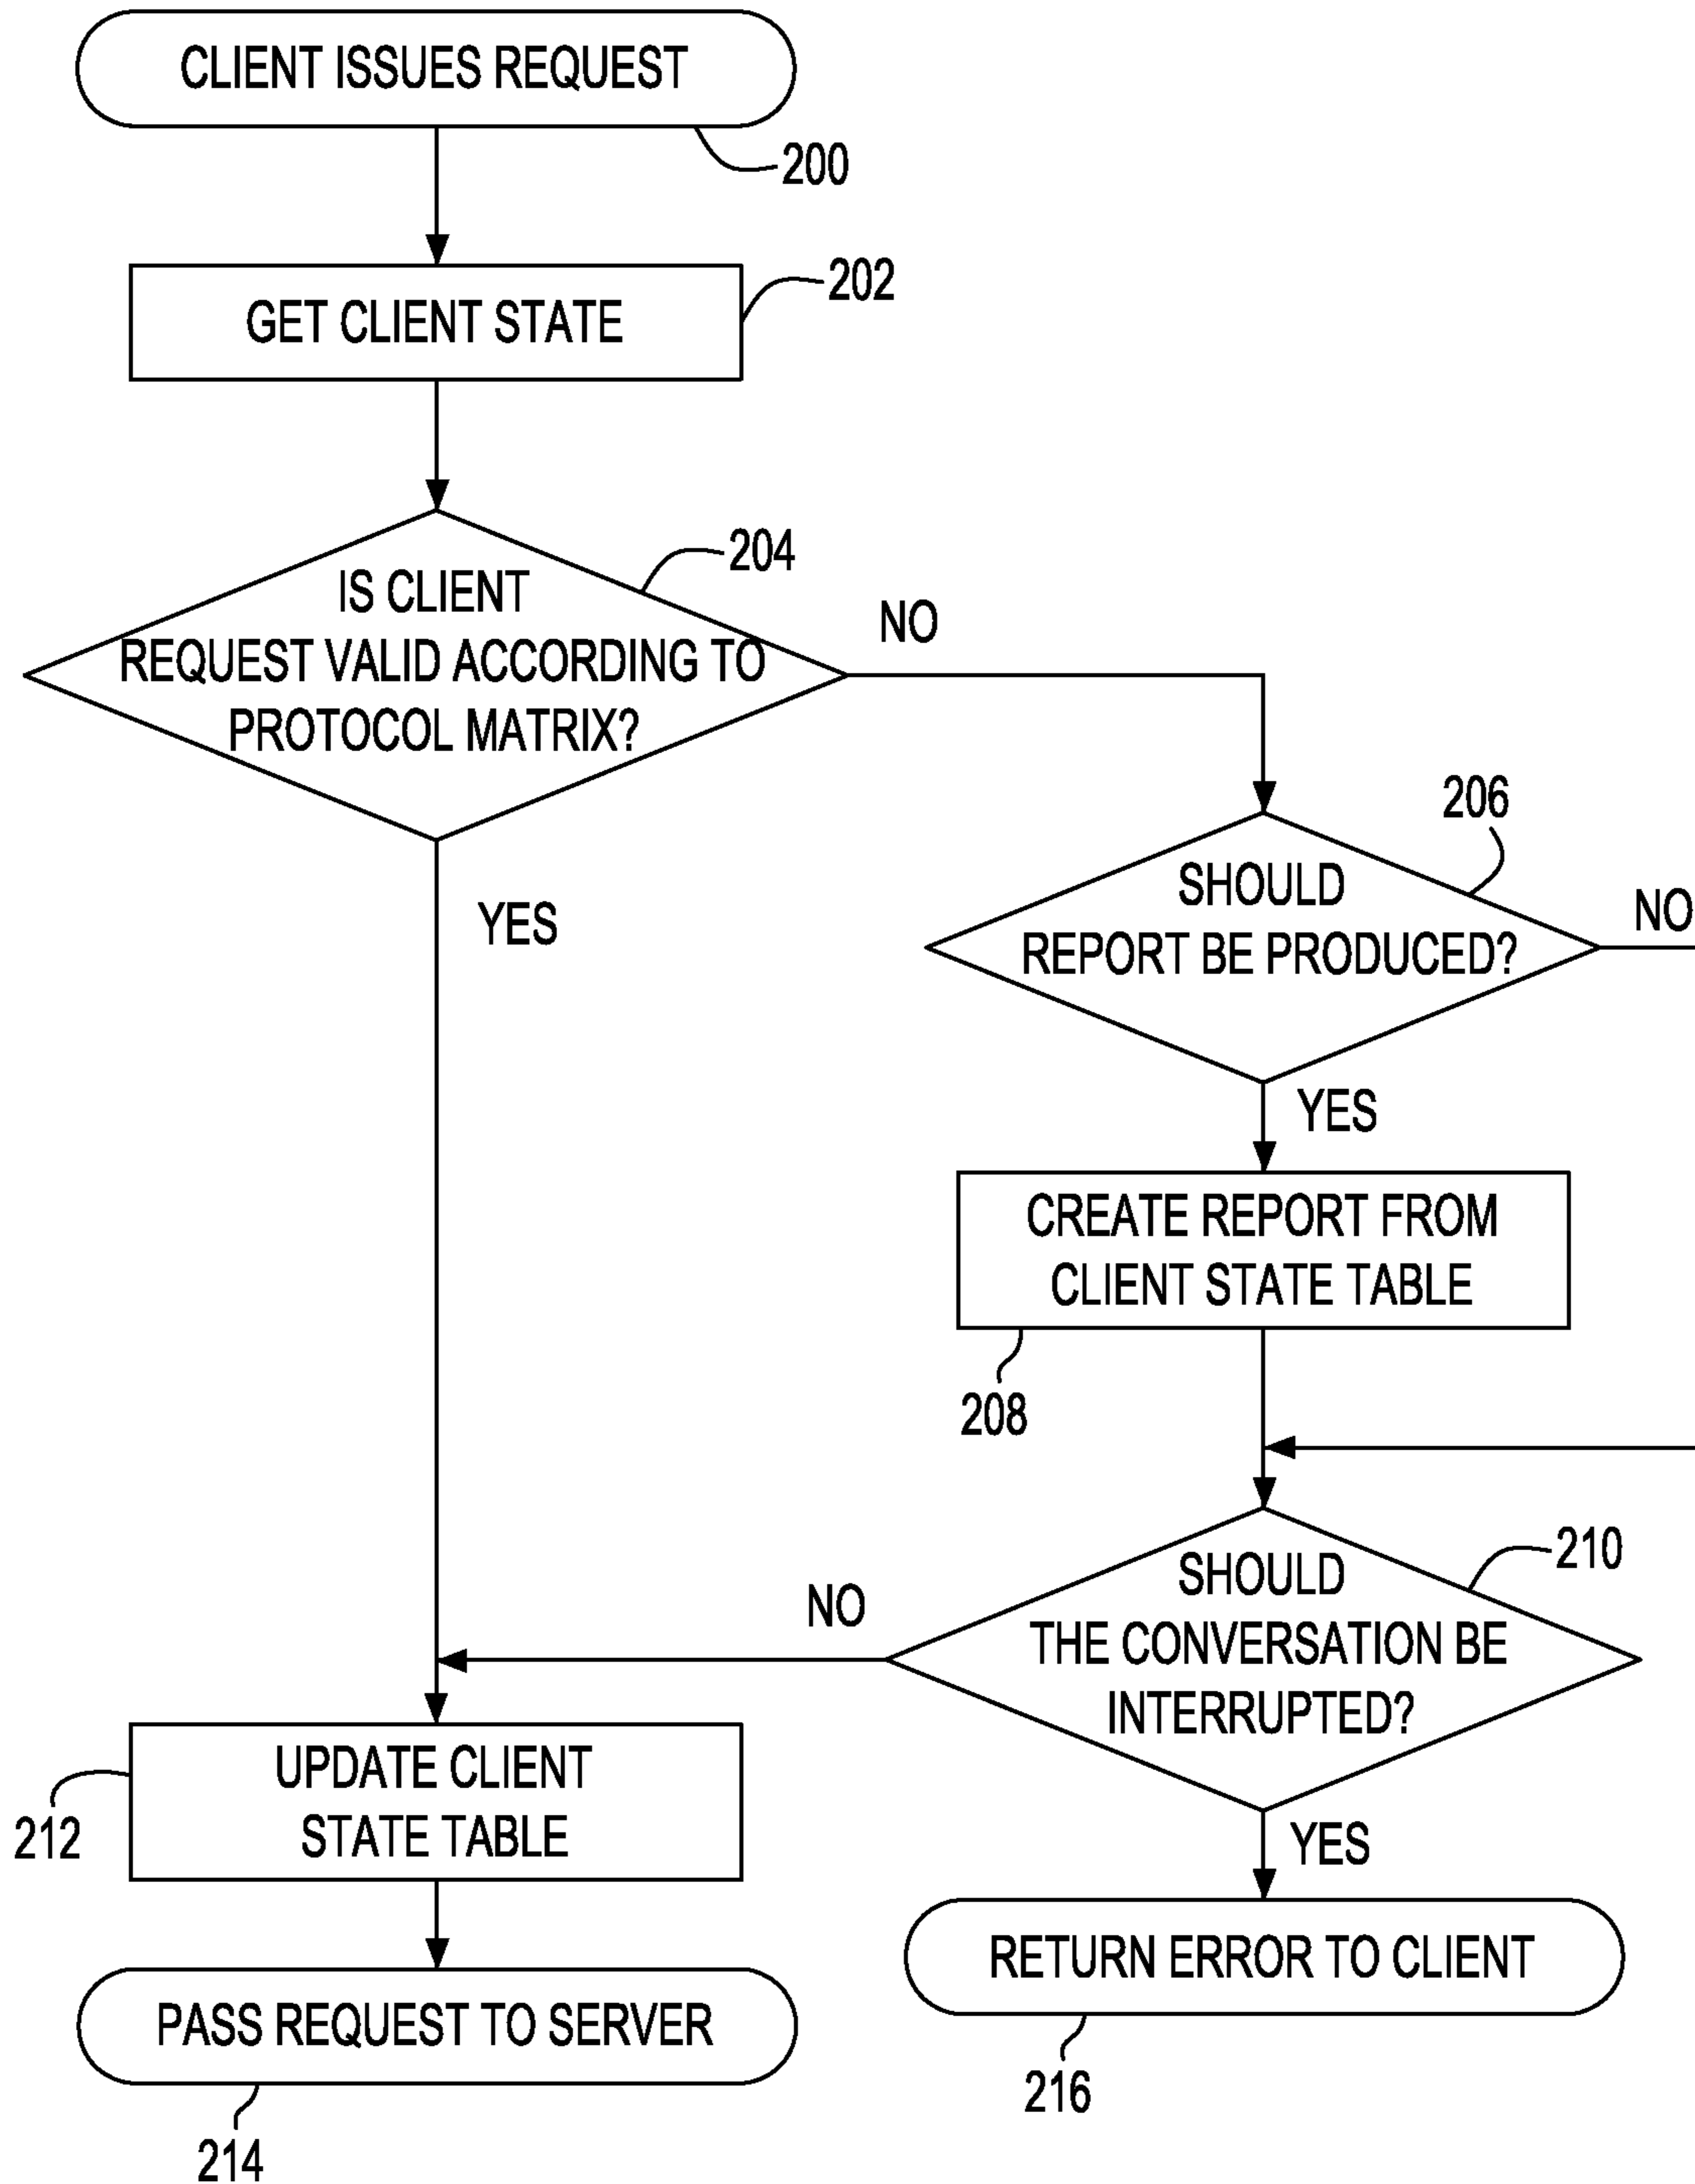 CLIENT ISSUES REQUEST
200
202
GET CLIENT STATE
204
IS CLIENT
REQUEST VALID ACCORDING TO
PROTOCOL MATRIX?
NO
206
SHOULD
REPORT BE PRODUCED?
NO
YES
YES
CREATE REPORT FROM
CLIENT STATE TABLE
208
210
SHOULD
THE CONVERSATION BE
INTERRUPTED?
NO
UPDATE CLIENT
STATE TABLE
212
YES
RETURN ERROR TO CLIENT
216
PASS REQUEST TO SERVER
214